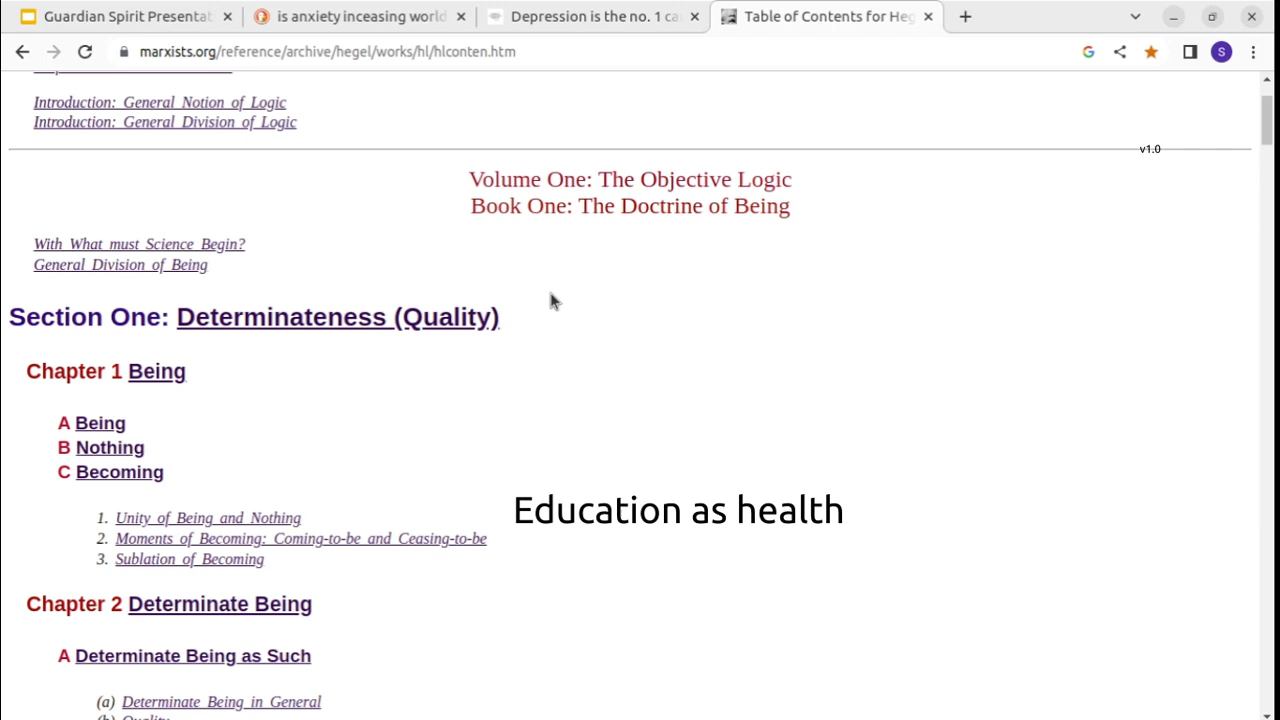 Guardian Spirit Presentat
is anxiety inceasing world
Depression is the no. 1 ca
Table of Contents for Heg
marxists.org/reference/archive/hegel/works/hl/hlconten.htm
G
S
Introduction: General Notion of Logic
Introduction: General Division of Logic
v1.0
Volume One: The Objective Logic
Book One: The Doctrine of Being
With What must Science Begin?
General Division of Being
Section One: Determinateness (Quality)
Chapter 1 Being
A Being
B Nothing
C Becoming
Education as health
1. Unity of Being and Nothing
2. Moments of Becoming: Coming-to-be and Ceasing-to-be
3. Sublation of Becoming
Chapter 2 Determinate Being
A Determinate Being as Such
(a) Determinate Being in General